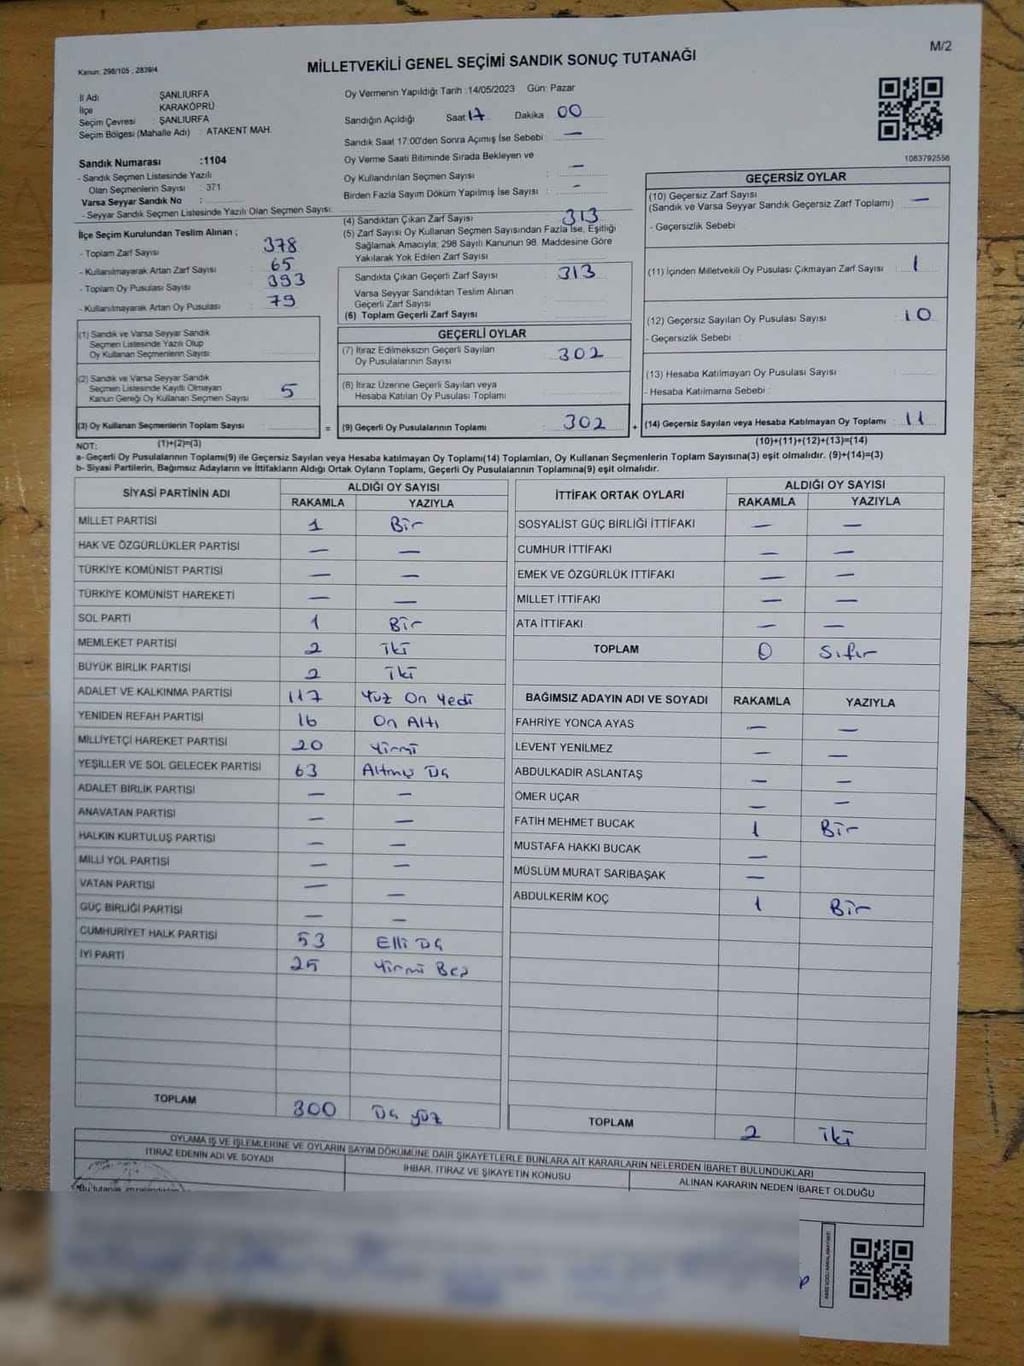 M/2
Kanun: 298/105 , 2839/4
MİLLETVEKİLİ GENEL SEÇİMİ SANDIK SONUÇ TUTANAĞI
İl Adı ŞANLIURFA
İlçe KARAKÖPRÜ
Seçim Çevresi : ŞANLIURFA
Seçim Bölgesi (Mahalle Adı) : ATAKENT MAH.
Sandık Numarası :1104
- Sandık Seçmen Listesinde Yazılı
Olan Seçmenlerin Sayısı : 371
Varsa Seyyar Sandık No :
- Seyyar Sandık Seçmen Listesinde Yazılı Olan Seçmen Sayısı:
İlçe Seçim Kurulundan Teslim Alınan ;
- Toplam Zarf Sayısı 378
- Kullanılmayarak Artan Zarf Sayısı : 65
- Toplam Oy Pusulası Sayısı : 393
- Kullanılmayarak Artan Oy Pusulası : 79
(1) Sandık ve Varsa Seyyar Sandık
Seçmen Listesinde Yazılı Olup
Oy Kullanan Seçmenlerin Sayısı
(2) Sandık ve Varsa Seyyar Sandık
Seçmen Listesinde Kayıtlı Olmayan
Kanun Gereği Oy Kullanan Seçmen Sayısı 5
(3) Oy Kullanan Seçmenlerin Toplam Sayısı =
Oy Vermenin Yapıldığı Tarih :14/05/2023 Gün: Pazar
Sandığın Açıldığı Saat 17 Dakika 00
Sandık Saat 17:00'den Sonra Açımış İse Sebebi : —
Oy Verme Saati Bitiminde Sırada Bekleyen ve
Oy Kullandırılan Seçmen Sayısı : —
Birden Fazla Sayım Döküm Yapılmış İse Sayısı : -
(4) Sandıktan Çıkan Zarf Sayısı 313
(5) Zarf Sayısı Oy Kullanan Seçmen Sayısından Fazla İse, Eşitliği
Sağlamak Amacıyla; 298 Sayılı Kanunun 98. Maddesine Göre
Yakılarak Yok Edilen Zarf Sayısı :
Sandıkta Çıkan Geçerli Zarf Sayısı : 313
Varsa Seyyar Sandıktan Teslim Alınan
Geçerli Zarf Sayısı
(6) Toplam Geçerli Zarf Sayısı :
GEÇERLİ OYLAR
(7) İtiraz Edilmeksizin Geçerli Sayılan
Oy Pusulalarının Sayısı : 302
(8) İtiraz Üzerine Geçerli Sayılan veya
Hesaba Katılan Oy Pusulası Toplamı :
(9) Geçerli Oy Pusulalarının Toplamı : 302 +
1063792556
GEÇERSİZ OYLAR
(10) Geçersiz Zarf Sayısı
(Sandık ve Varsa Seyyar Sandık Geçersiz Zarf Toplamı) : —
- Geçersizlik Sebebi :
(11) İçinden Milletvekili Oy Pusulası Çıkmayan Zarf Sayısı : 1
(12) Geçersiz Sayılan Oy Pusulası Sayısı : 10
- Geçersizlik Sebebi :
(13) Hesaba Katılmayan Oy Pusulası Sayısı :
- Hesaba Katılmama Sebebi :
(14) Geçersiz Sayılan veya Hesaba Katılmayan Oy Toplamı : 11
NOT: (1)+(2)=(3)
(10)+(11)+(12)+(13)=(14)
a- Geçerli Oy Pusulalarının Toplamı(9) ile Geçersiz Sayılan veya Hesaba katılmayan Oy Toplamı(14) Toplamları, Oy Kullanan Seçmenlerin Toplam Sayısına(3) eşit olmalıdır. (9)+(14)=(3)
b- Siyasi Partilerin, Bağımsız Adayların ve İttifakların Aldığı Ortak Oyların Toplamı, Geçerli Oy Pusulalarının Toplamına(9) eşit olmalıdır.
SİYASİ PARTİNİN ADI ALDIĞI OY SAYISI
RAKAMLA YAZIYLA
MİLLET PARTİSİ 1 Bir
HAK VE ÖZGÜRLÜKLER PARTİSİ — —
TÜRKİYE KOMÜNİST PARTİSİ — —
TÜRKİYE KOMÜNİST HAREKETİ — —
SOL PARTİ 1 Bir
MEMLEKET PARTİSİ 2 İki
BÜYÜK BİRLİK PARTİSİ 2 İki
ADALET VE KALKINMA PARTİSİ 117 Yüz On Yedi
YENİDEN REFAH PARTİSİ 16 On Altı
MİLLİYETÇİ HAREKET PARTİSİ 20 Yirmi
YEŞİLLER VE SOL GELECEK PARTİSİ 63 Altmış Üç
ADALET BİRLİK PARTİSİ — —
ANAVATAN PARTİSİ — —
HALKIN KURTULUŞ PARTİSİ — —
MİLLİ YOL PARTİSİ — —
VATAN PARTİSİ — —
GÜÇ BİRLİĞİ PARTİSİ — —
CUMHURİYET HALK PARTİSİ 53 Elli Üç
İYİ PARTİ 25 Yirmi Beş
TOPLAM 300 Üç Yüz
İTTİFAK ORTAK OYLARI ALDIĞI OY SAYISI
RAKAMLA YAZIYLA
SOSYALİST GÜÇ BİRLİĞİ İTTİFAKI — —
CUMHUR İTTİFAKI — —
EMEK VE ÖZGÜRLÜK İTTİFAKI — —
MİLLET İTTİFAKI — —
ATA İTTİFAKI — —
TOPLAM 0 Sıfır
BAĞIMSIZ ADAYIN ADI VE SOYADI RAKAMLA YAZIYLA
FAHRİYE YONCA AYAS — —
LEVENT YENİLMEZ — —
ABDULKADİR ASLANTAŞ — —
ÖMER UÇAR — —
FATİH MEHMET BUCAK 1 Bir
MUSTAFA HAKKI BUCAK —
MÜSLÜM MURAT SARIBAŞAK —
ABDULKERİM KOÇ 1 Bir
TOPLAM 2 İki
OYLAMA İŞ VE İŞLEMLERİNE VE OYLARIN SAYIM DÖKÜMÜNE DAİR ŞİKAYETLERLE BUNLARA AİT KARARLARIN NELERDEN İBARET BULUNDUKLARI
İTİRAZ EDENİN ADI VE SOYADI İHBAR, İTİRAZ VE ŞİKAYETİN KONUSU ALINAN KARARIN NEDEN İBARET OLDUĞU